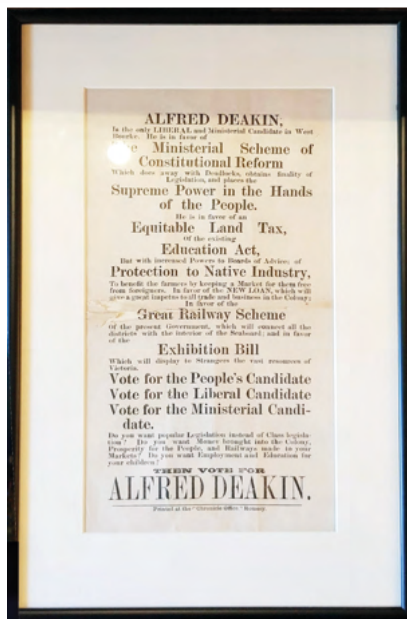 ALFRED DEAKIN,
Is the only LIBERAL and Ministerial Candidate in West
Bourke. He is in favor of
The Ministerial Scheme of
Constitutional Reform
Which does away with Deadlocks, obtains finality of
Legislation, and places the
Supreme Power in the Hands
of the People.
He is in favor of an
Equitable Land Tax,
Of the existing
Education Act,
But with increased Powers to Boards of Advice; of
Protection to Native Industry,
To benefit the farmers by keeping a Market for them free
from foreigners. In favor of the NEW LOAN, which will
give a great impetus to all trade and business in the Colony;
In favor of the
Great Railway Scheme
Of the present Government, which will connect all the
districts with the interior of the Seaboard; and in favor
of the
Exhibition Bill
Which will display to Strangers the vast resources of
Victoria.
Vote for the People's Candidate
Vote for the Liberal Candidate
Vote for the Ministerial Candi-
date.
Do you want popular Legislation instead of Class legisla-
tion? Do you want Money brought into the Colony,
Prosperity for the People, and Railways made to your
Markets? Do you want Employment and Education for
your children?
THEN VOTE FOR
ALFRED DEAKIN.
Printed at the "Chronicle Office" Romsey.